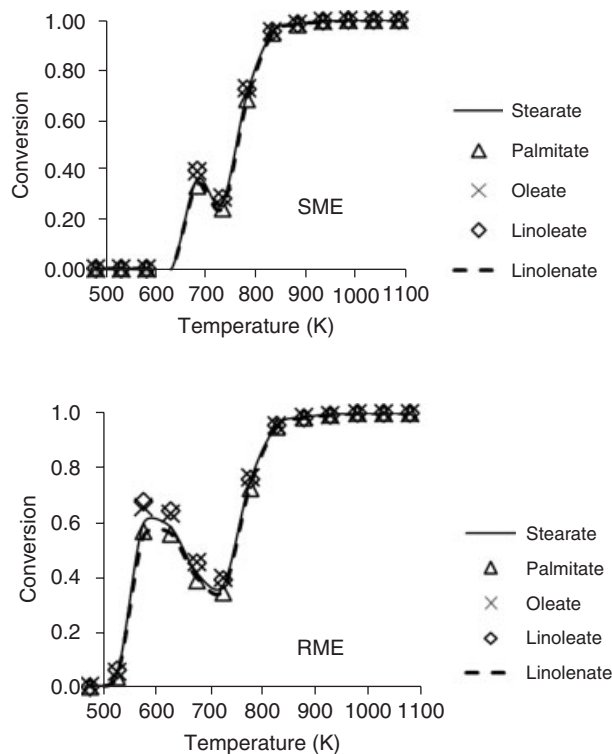 1.00
0.80
0.60
0.40
0.20
0.00
Conversion
500 600 700 800 900 1000 1100
Temperature (K)
SME
Stearate
Palmitate
Oleate
Linoleate
Linolenate
1.0
0.8
0.6
0.4
0.2
0.0
Conversion
500 600 700 800 900 1000 1100
Temperature (K)
RME
Stearate
Palmitate
Oleate
Linoleate
Linolenate